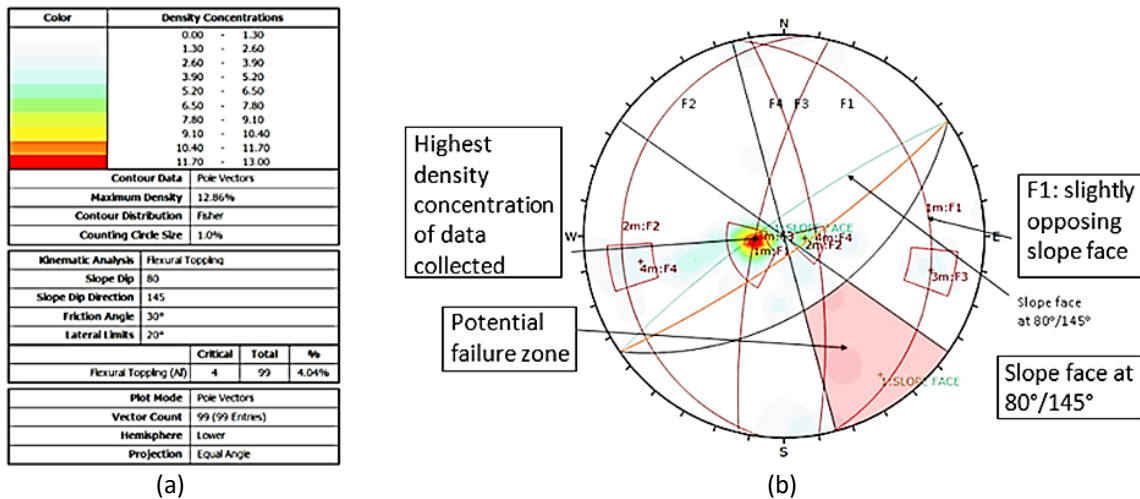 Color Density Concentrations
0.00 - 1.30
1.30 - 2.60
2.60 - 3.90
3.90 - 5.20
5.20 - 6.50
6.50 - 7.80
7.80 - 9.10
9.10 - 10.40
10.40 - 11.70
11.70 - 13.00
Contour Data Pole Vectors
Maximum Density 12.86%
Contour Distribution Fisher
Counting Circle Size 1.0%
Kinematic Analysis Flexural Toppling
Slope Dip 80
Slope Dip Direction 145
Friction Angle 30°
Lateral Limits 20°
Critical Total %
Flexural Toppling (All) 4 99 4.04%
Plot Mode Pole Vectors
Vector Count 99 (99 Entries)
Hemisphere Lower
Projection Equal Angle
(a)
N
F2 F4 F3 F1
Highest
density
concentration
of data
collected
F1: slightly
opposing
slope face
2m:F2
1m:F1
SLOPE FACE
W
E
4m:F4
2m:F2
1m:F1
4m:F4
3m:F3
Slope face
at 80°/145°
Potential
failure zone
1:SLOPE FACE
Slope face at
80°/145°
S
(b)